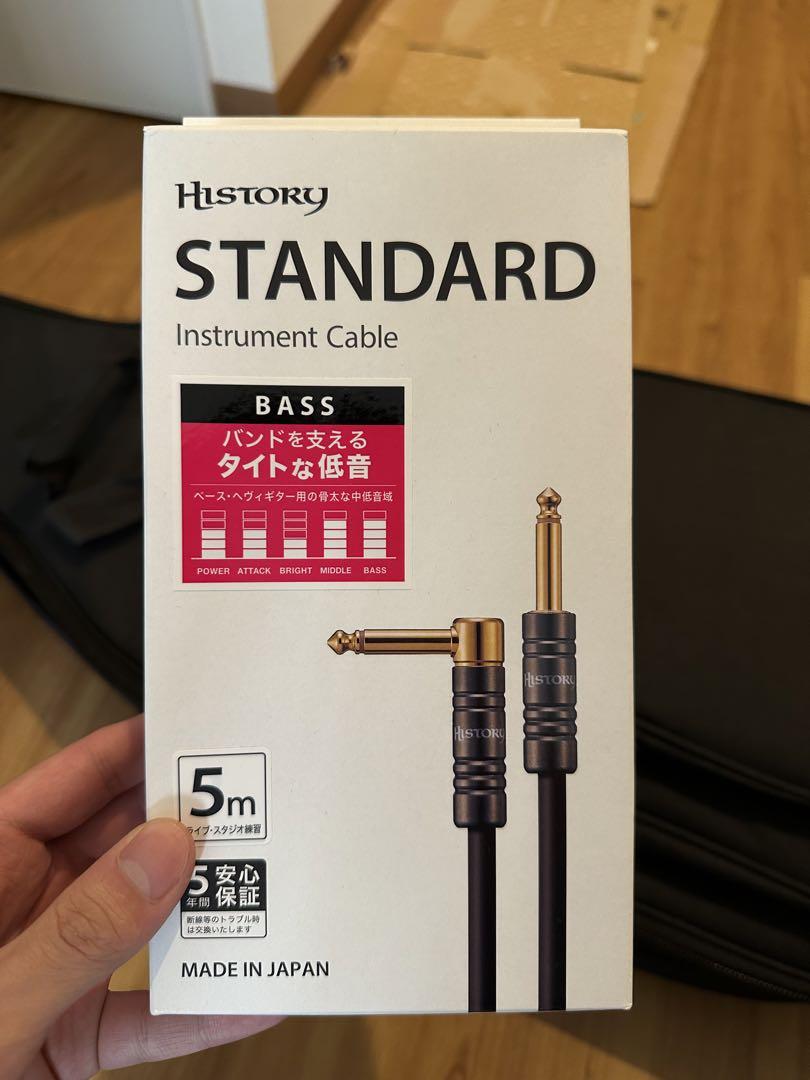 HISTORY
STANDARD
Instrument Cable
BASS
バンドを支える
タイトな低音
ベース・ヘヴィギター用の骨太な中低音域
POWER ATTACK BRIGHT MIDDLE BASS
HISTORY
HISTORY
5m
ライブ・スタジオ練習
5年間
安心保証
断線等のトラブル時
は交換いたします
MADE IN JAPAN